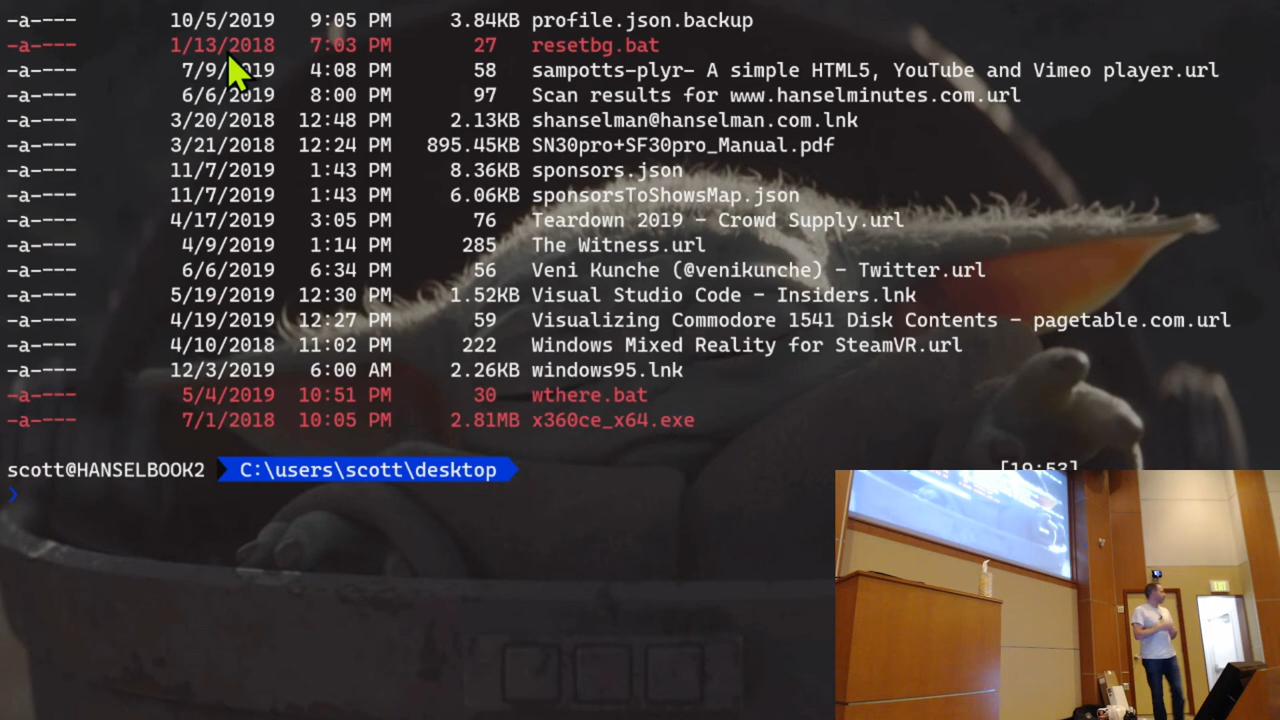 -a---- 10/5/2019 9:05 PM 3.84KB profile.json.backup
-a---- 1/13/2018 7:03 PM 27 resetbg.bat
-a---- 7/9/2019 4:08 PM 58 sampotts-plyr- A simple HTML5, YouTube and Vimeo player.url
-a---- 6/6/2019 8:00 PM 97 Scan results for www.hanselminutes.com.url
-a---- 3/20/2018 12:48 PM 2.13KB shanselman@hanselman.com.lnk
-a---- 3/21/2018 12:24 PM 895.45KB SN30pro+SF30pro_Manual.pdf
-a---- 11/7/2019 1:43 PM 8.36KB sponsors.json
-a---- 11/7/2019 1:43 PM 6.06KB sponsorsToShowsMap.json
-a---- 4/17/2019 3:05 PM 76 Teardown 2019 - Crowd Supply.url
-a---- 4/9/2019 1:14 PM 285 The Witness.url
-a---- 6/6/2019 6:34 PM 56 Veni Kunche (@venikunche) - Twitter.url
-a---- 5/19/2019 12:30 PM 1.52KB Visual Studio Code - Insiders.lnk
-a---- 4/19/2019 12:27 PM 59 Visualizing Commodore 1541 Disk Contents - pagetable.com.url
-a---- 4/10/2018 11:02 PM 222 Windows Mixed Reality for SteamVR.url
-a---- 12/3/2019 6:00 AM 2.26KB windows95.lnk
-a---- 5/4/2019 10:51 PM 30 wthere.bat
-a---- 7/1/2018 10:05 PM 2.81MB x360ce_x64.exe
scott@HANSELBOOK2 C:\users\scott\desktop [19:53]
❯